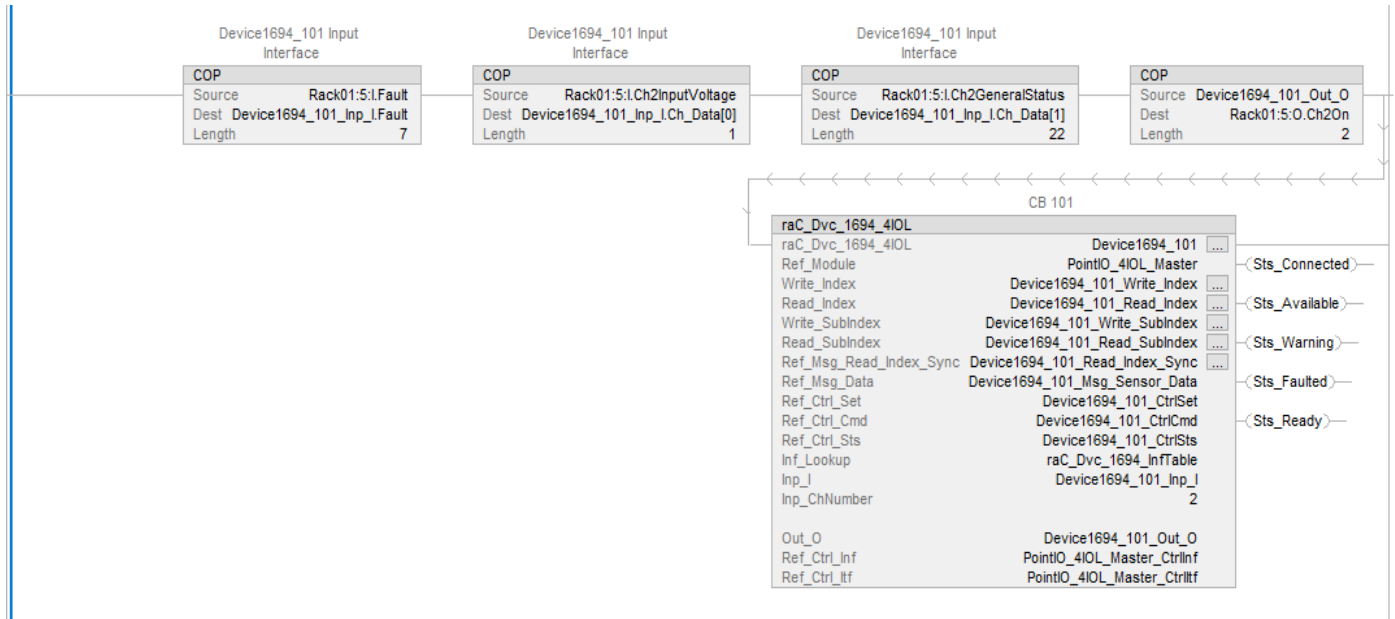 Device1694_101 Input
Interface
COP
Source Rack01:5:I.Fault
Dest Device1694_101_Inp_I.Fault
Length 7
Device1694_101 Input
Interface
COP
Source Rack01:5:I.Ch2InputVoltage
Dest Device1694_101_Inp_I.Ch_Data[0]
Length 1
Device1694_101 Input
Interface
COP
Source Rack01:5:I.Ch2GeneralStatus
Dest Device1694_101_Inp_I.Ch_Data[1]
Length 22
COP
Source Device1694_101_Out_O
Dest Rack01:5:O.Ch2On
Length 2
CB 101
raC_Dvc_1694_4IOL
raC_Dvc_1694_4IOL Device1694_101 ...
Ref_Module PointIO_4IOL_Master Sts_Connected
Write_Index Device1694_101_Write_Index ...
Read_Index Device1694_101_Read_Index ... Sts_Available
Write_SubIndex Device1694_101_Write_SubIndex ...
Read_SubIndex Device1694_101_Read_SubIndex ... Sts_Warning
Ref_Msg_Read_Index_Sync Device1694_101_Read_Index_Sync ...
Ref_Msg_Data Device1694_101_Msg_Sensor_Data Sts_Faulted
Ref_Ctrl_Set Device1694_101_CtrlSet
Ref_Ctrl_Cmd Device1694_101_CtrlCmd Sts_Ready
Ref_Ctrl_Sts Device1694_101_CtrlSts
Inf_Lookup raC_Dvc_1694_InfTable
Inp_I Device1694_101_Inp_I
Inp_ChNumber 2
Out_O Device1694_101_Out_O
Ref_Ctrl_Inf PointIO_4IOL_Master_CtrlInf
Ref_Ctrl_Itf PointIO_4IOL_Master_CtrlItf